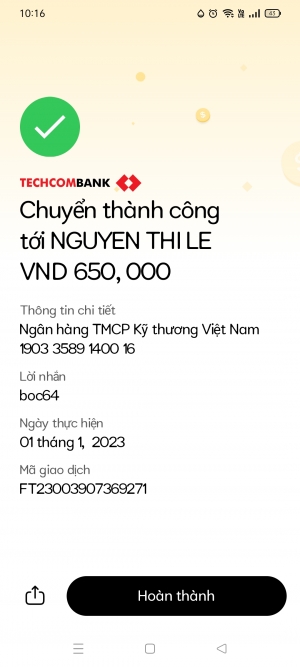 10:16
45
TECHCOMBANK
Chuyển thành công
tới NGUYEN THI LE
VND 650,000
Thông tin chi tiết
Ngân hàng TMCP Kỹ thương Việt Nam
1903 3589 1400 16
Lời nhắn
boc64
Ngày thực hiện
01 tháng 1, 2023
Mã giao dịch
FT23003907369271
Hoàn thành